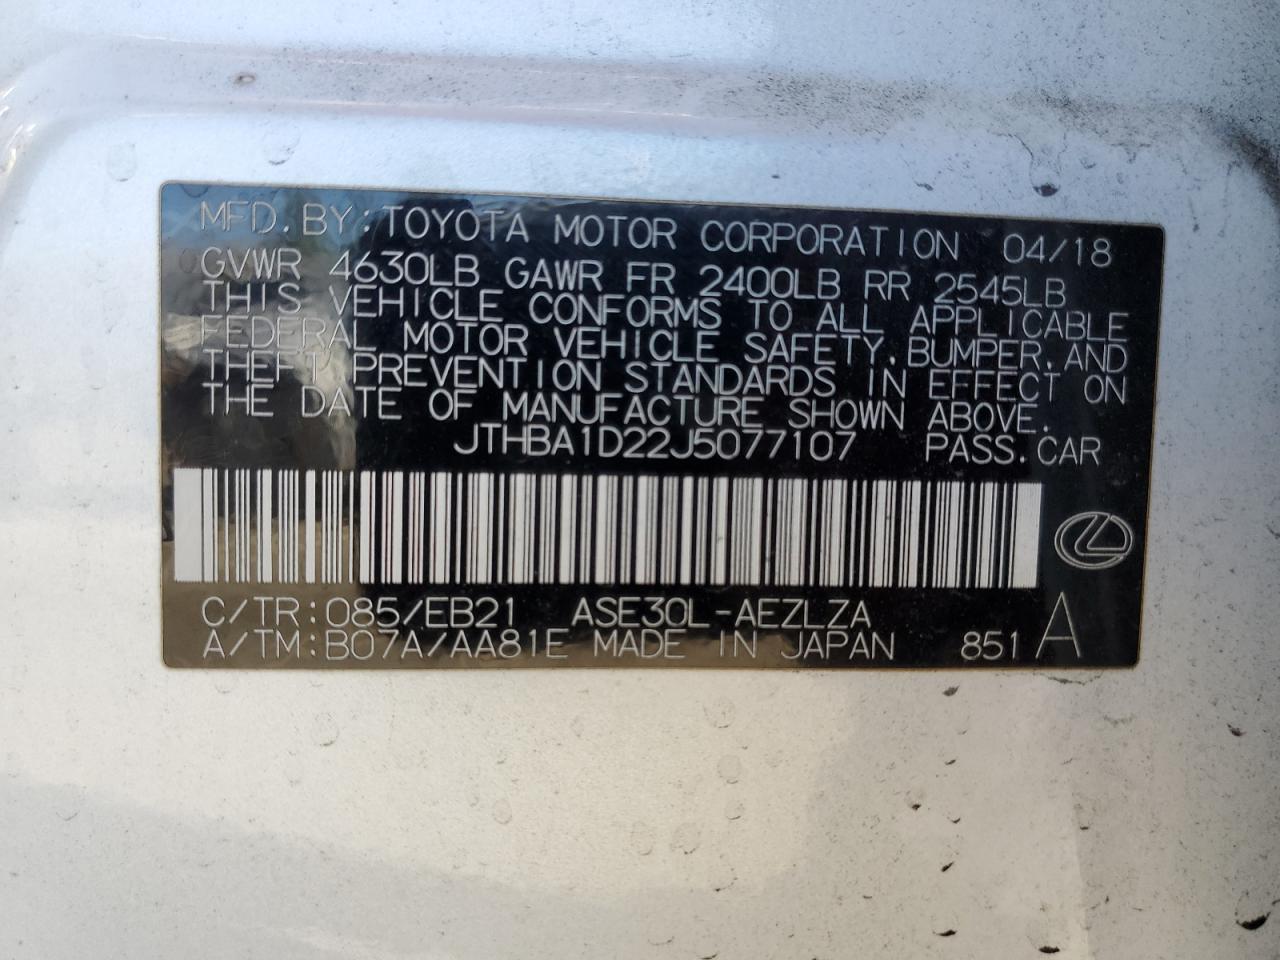 MFD. BY: TOYOTA MOTOR CORPORATION 04/18
GVWR 4630LB GAWR FR 2400LB RR 2545LB
THIS VEHICLE CONFORMS TO ALL APPLICABLE
FEDERAL MOTOR VEHICLE SAFETY, BUMPER, AND
THEFT PREVENTION STANDARDS IN EFFECT ON
THE DATE OF MANUFACTURE SHOWN ABOVE.
JTHBA1D22J5077107 PASS. CAR
C/TR: 085/EB21 ASE30L-AEZLZA
A/TM: B07A/AA81E MADE IN JAPAN 851 A